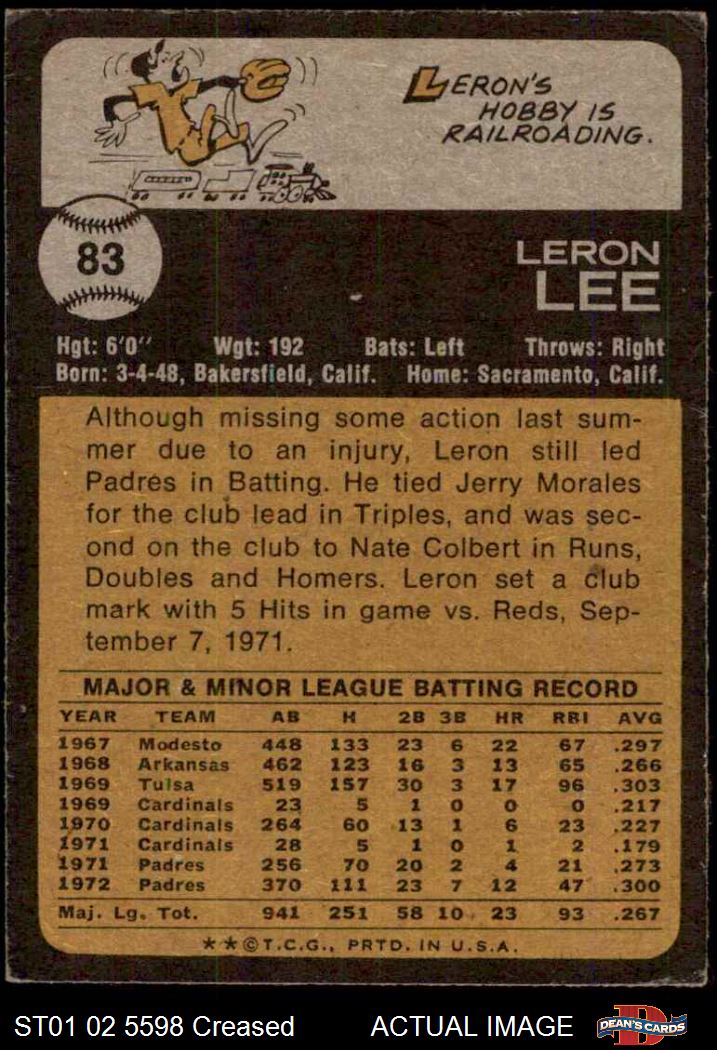 LERON'S
HOBBY IS
RAILROADING.
83
LERON
LEE
Hgt: 6'0" Wgt: 192 Bats: Left Throws: Right
Born: 3-4-48, Bakersfield, Calif. Home: Sacramento, Calif.
Although missing some action last sum-
mer due to an injury, Leron still led
Padres in Batting. He tied Jerry Morales
for the club lead in Triples, and was sec-
ond on the club to Nate Colbert in Runs,
Doubles and Homers. Leron set a club
mark with 5 Hits in game vs. Reds, Sep-
tember 7, 1971.
MAJOR & MINOR LEAGUE BATTING RECORD
YEAR TEAM AB H 2B 3B HR RBI AVG
1967 Modesto 448 133 23 6 22 67 .297
1968 Arkansas 462 123 16 3 13 65 .266
1969 Tulsa 519 157 30 3 17 96 .303
1969 Cardinals 23 5 1 0 0 0 .217
1970 Cardinals 264 60 13 1 6 23 .227
1971 Cardinals 28 5 1 0 1 2 .179
1971 Padres 256 70 20 2 4 21 .273
1972 Padres 370 111 23 7 12 47 .300
Maj. Lg. Tot. 941 251 58 10 23 93 .267
★★©T.C.G., PRTD. IN U.S.A.
ST01 02 5598 Creased ACTUAL IMAGE DEAN'S CARDS